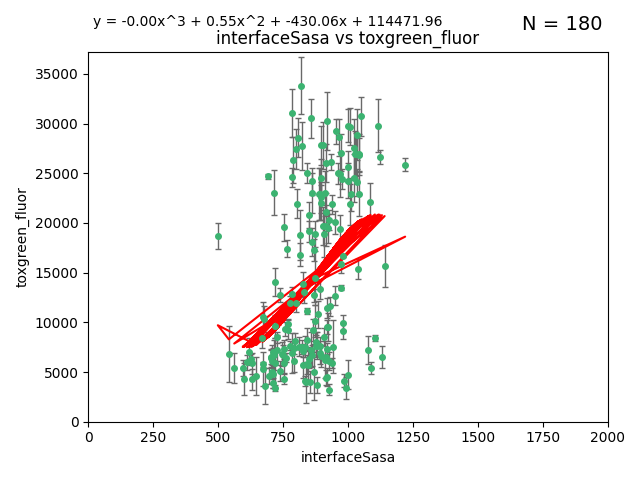 y = -0.00x^3 + 0.55x^2 + -430.06x + 114471.96
N = 180
interfaceSasa vs toxgreen_fluor
35000
30000
25000
20000
15000
10000
5000
0
toxgreen_fluor
0 250 500 750 1000 1250 1500 1750 2000
interfaceSasa